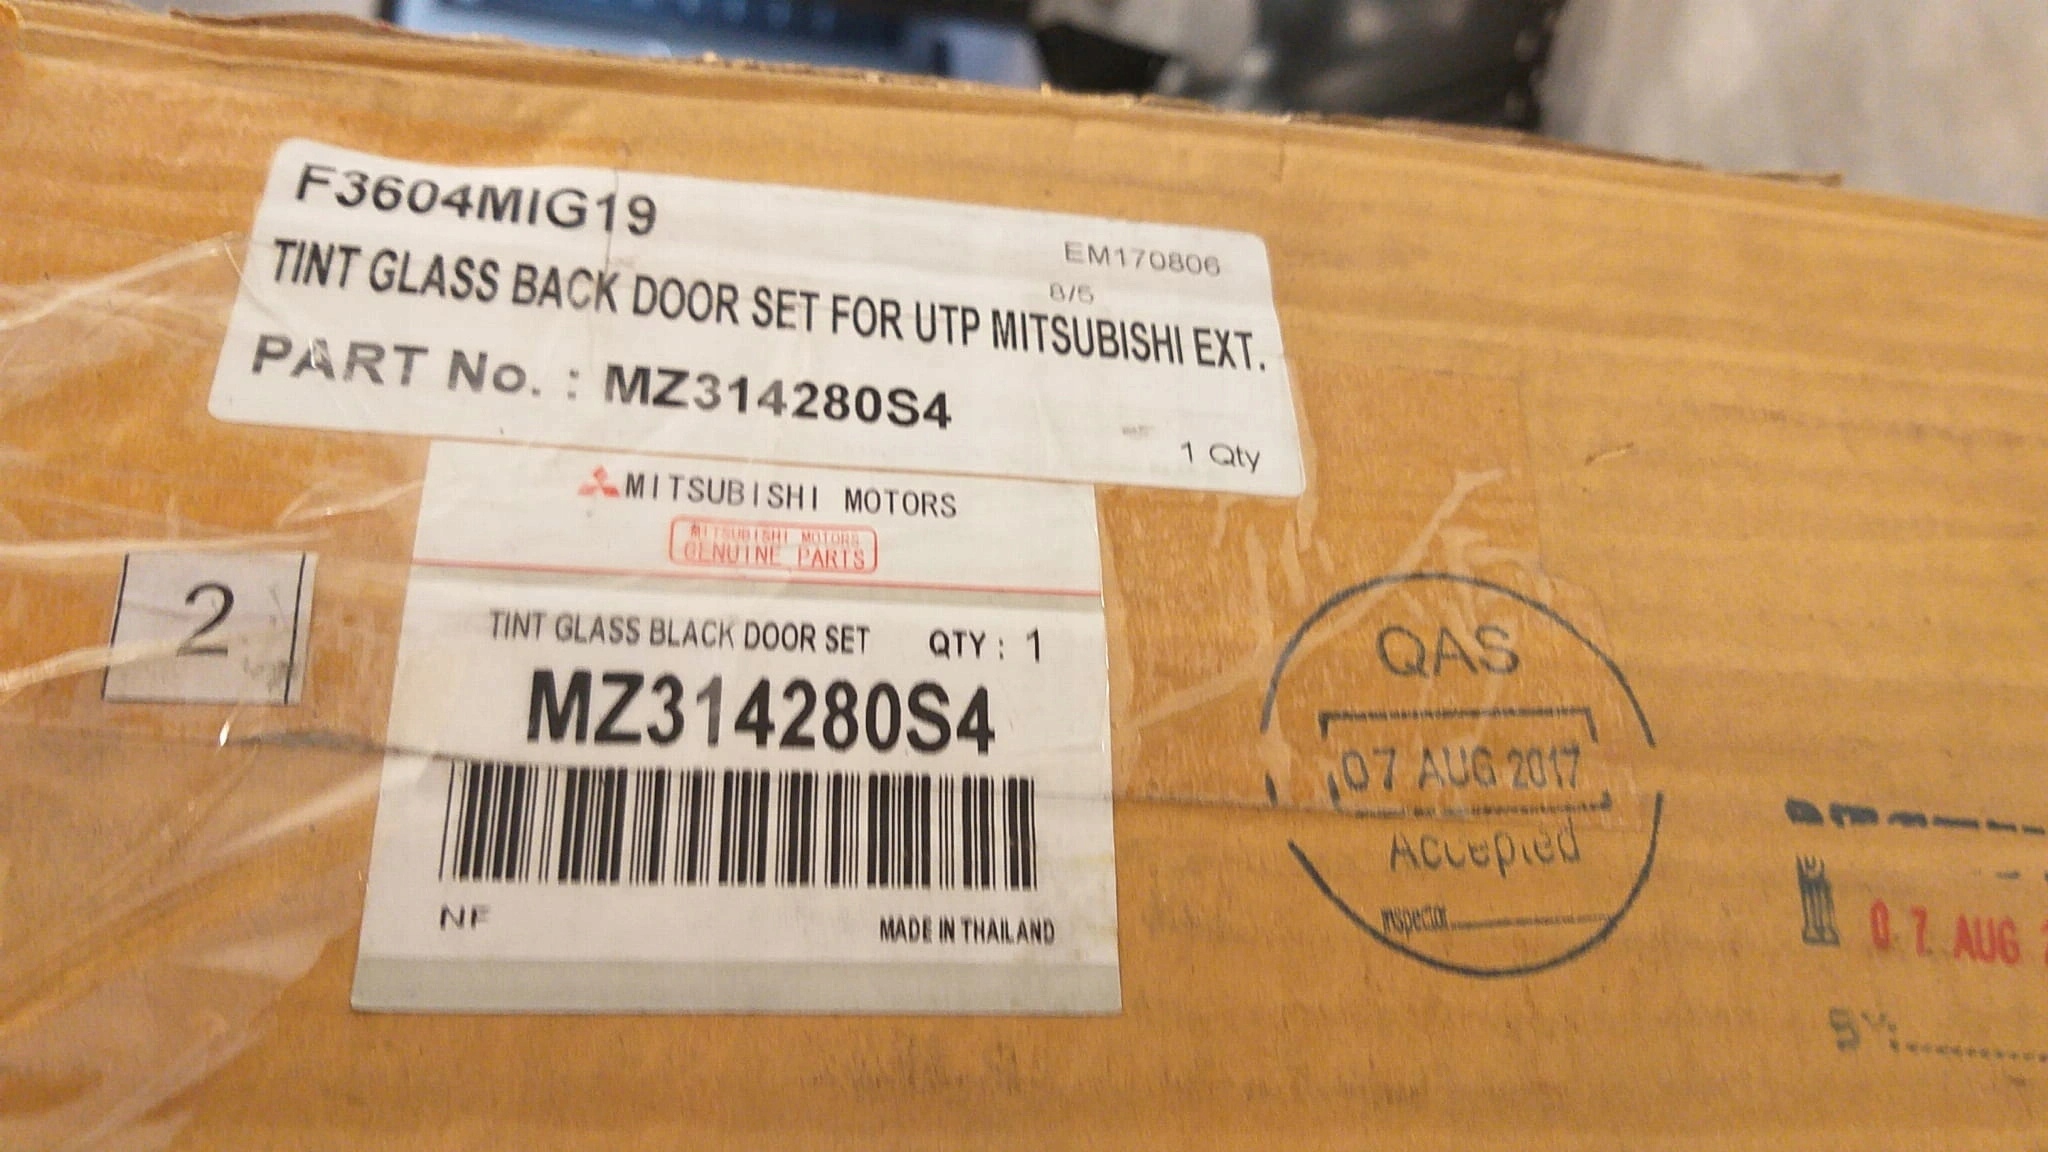 F3604MIG19
EM170806
8/5
TINT GLASS BACK DOOR SET FOR UTP MITSUBISHI EXT.
PART No. : MZ314280S4
1 Qty
MITSUBISHI MOTORS
MITSUBISHI MOTORS
GENUINE PARTS
2
TINT GLASS BLACK DOOR SET QTY : 1
MZ314280S4
NF
MADE IN THAILAND
QAS
07 AUG 2017
Accepted
Inspector
07 AUG